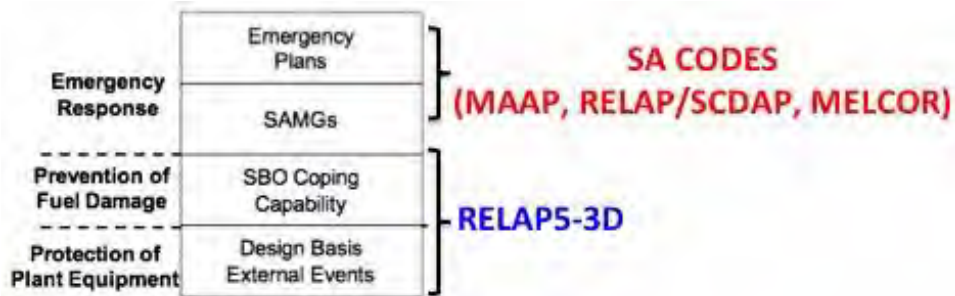 Emergency
Response
Prevention of
Fuel Damage
Protection of
Plant Equipment
Emergency
Plans
SAMGs
SBO Coping
Capability
Design Basis
External Events
SA CODES
(MAAP, RELAP/SCDAP, MELCOR)
RELAP5-3D